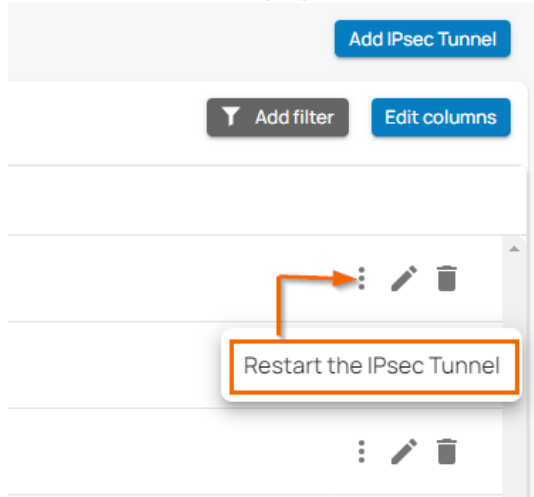 Add IPsec Tunnel
Add filter
Edit columns
Restart the IPsec Tunnel